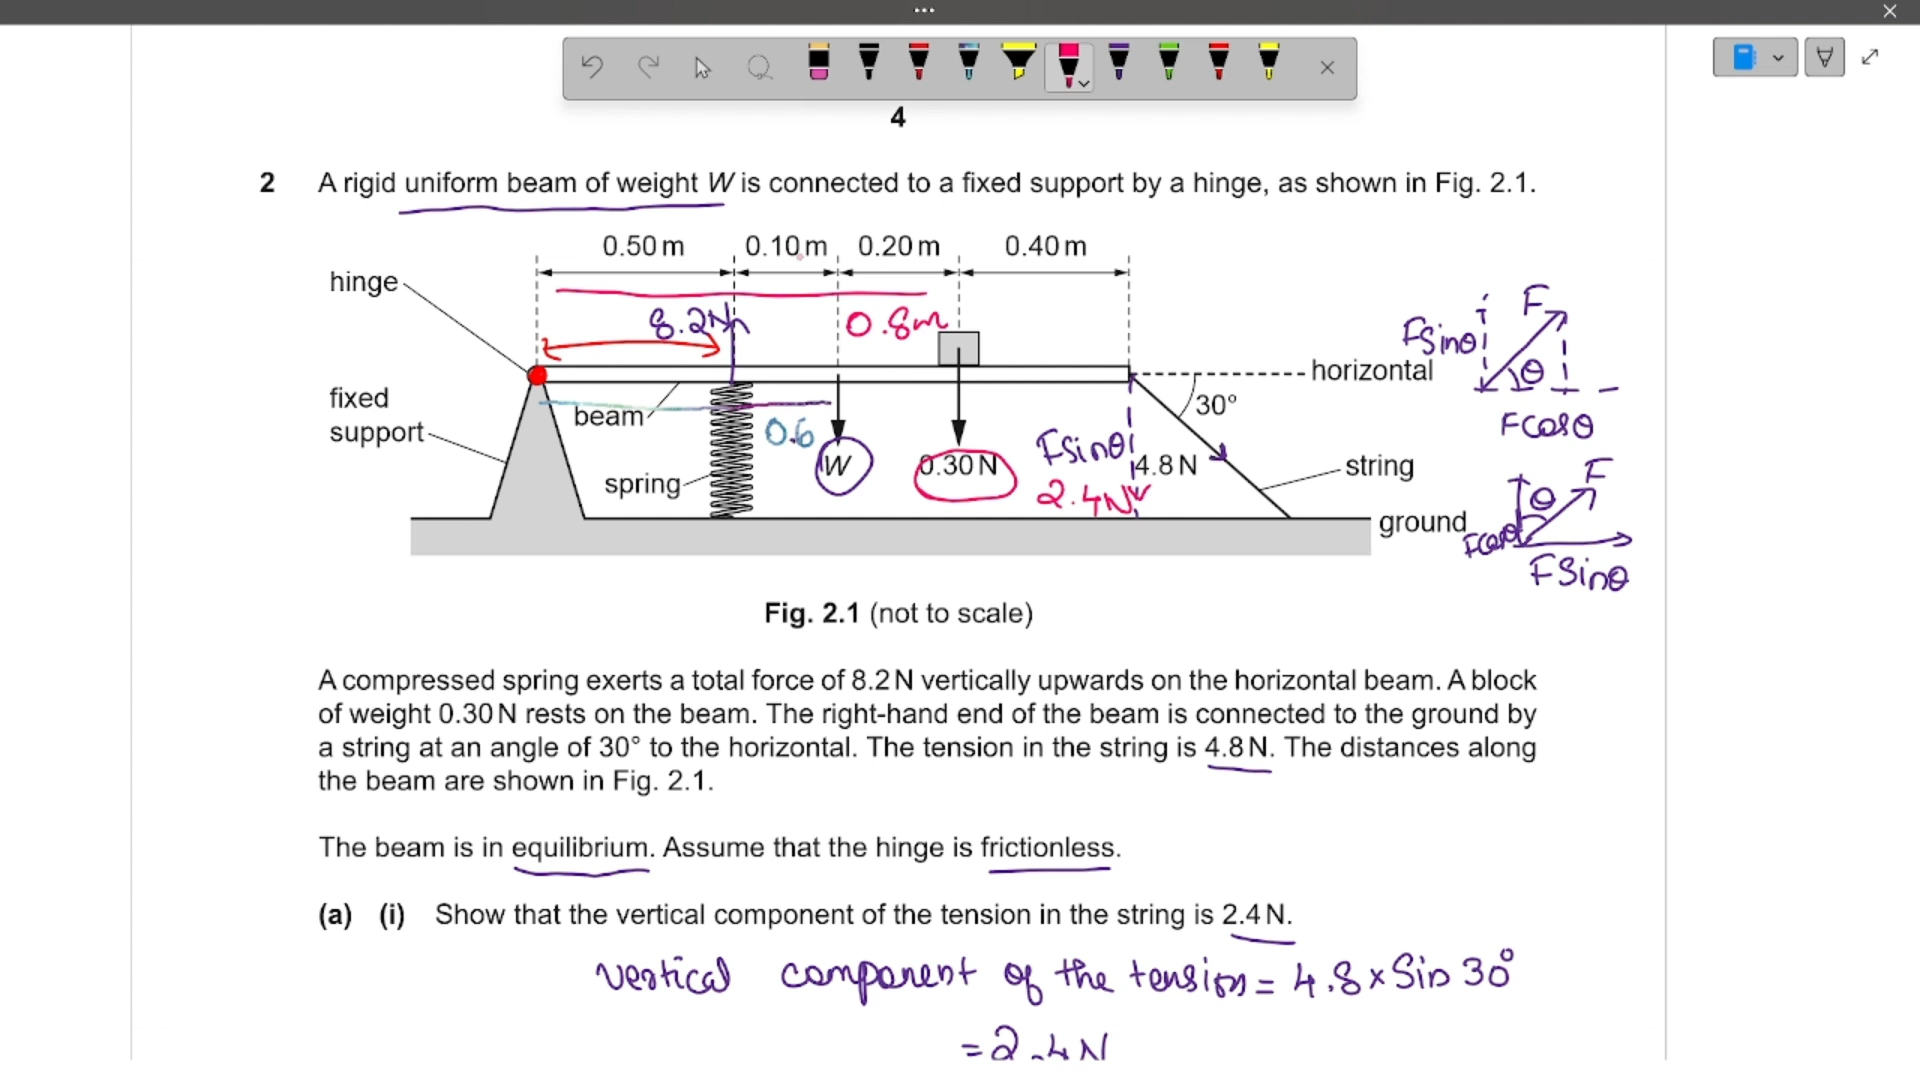 4
2 A rigid uniform beam of weight W is connected to a fixed support by a hinge, as shown in Fig. 2.1.
0.50 m 0.10 m 0.20 m 0.40 m
hinge
8.2N 0.8m
F
Fsinθ
θ
horizontal
fixed support
beam
30°
Fcosθ
0.6
Fsinθ
W 0.30 N 4.8 N string
spring
2.4N
F
θ
ground
Fcosθ
Fsinθ
Fig. 2.1 (not to scale)
A compressed spring exerts a total force of 8.2 N vertically upwards on the horizontal beam. A block
of weight 0.30 N rests on the beam. The right-hand end of the beam is connected to the ground by
a string at an angle of 30° to the horizontal. The tension in the string is 4.8 N. The distances along
the beam are shown in Fig. 2.1.
The beam is in equilibrium. Assume that the hinge is frictionless.
(a) (i) Show that the vertical component of the tension in the string is 2.4 N.
Vertical component of the tension = 4.8 × Sin 30°
= 2.4 N